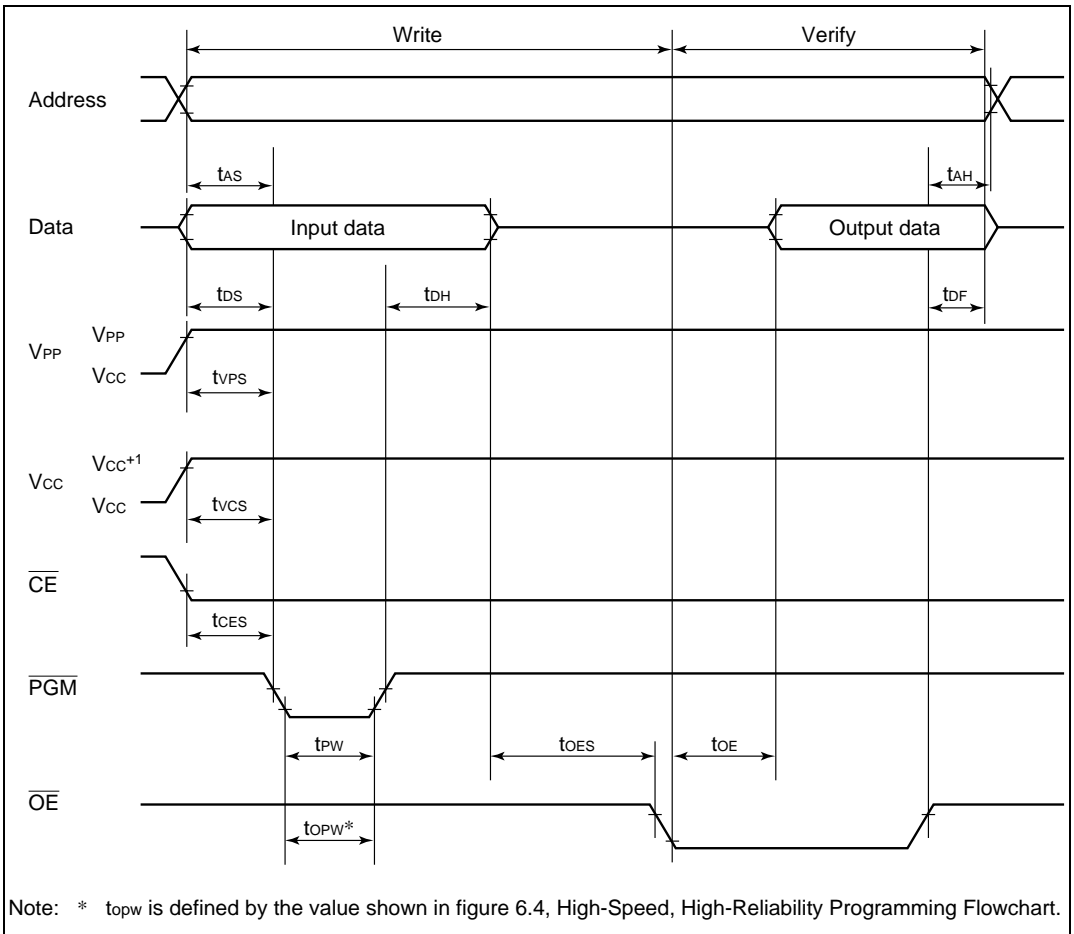 Write
Verify
Address
tAS
tAH
Data
Input data
Output data
tDS
tDH
tDF
VPP
VPP
VCC
tVPS
VCC
VCC+1
VCC
tVCS
CE
tCES
PGM
tPW
tOES
tOE
OE
tOPW*
Note: * topw is defined by the value shown in figure 6.4, High-Speed, High-Reliability Programming Flowchart.